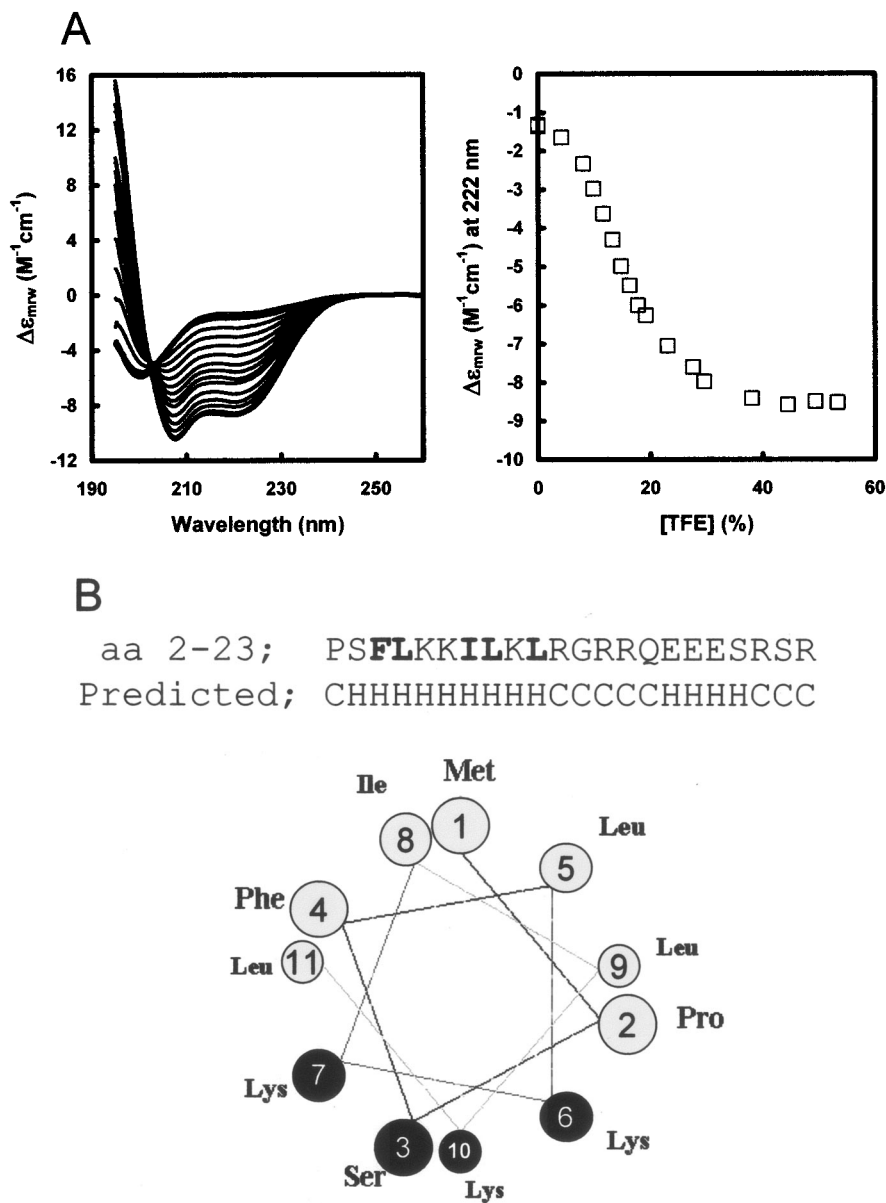 A
16
12
8
4
0
-4
-8
-12
190
210
230
250
Wavelength (nm)
Δε_mrw (M⁻¹cm⁻¹)
0
-1
-2
-3
-4
-5
-6
-7
-8
-9
-10
0
20
40
60
[TFE] (%)
Δε_mrw (M⁻¹cm⁻¹) at 222 nm
B
aa 2-23; PSFLKKILKLRGRRQEEESRSR
Predicted; CHHHHHHHHHCCCCCHHHHCCC
Met
Ile
Leu
1
8
5
Phe
4
Leu
11
9
Leu
2
Pro
7
Lys
6
Lys
3
10
Ser
Lys